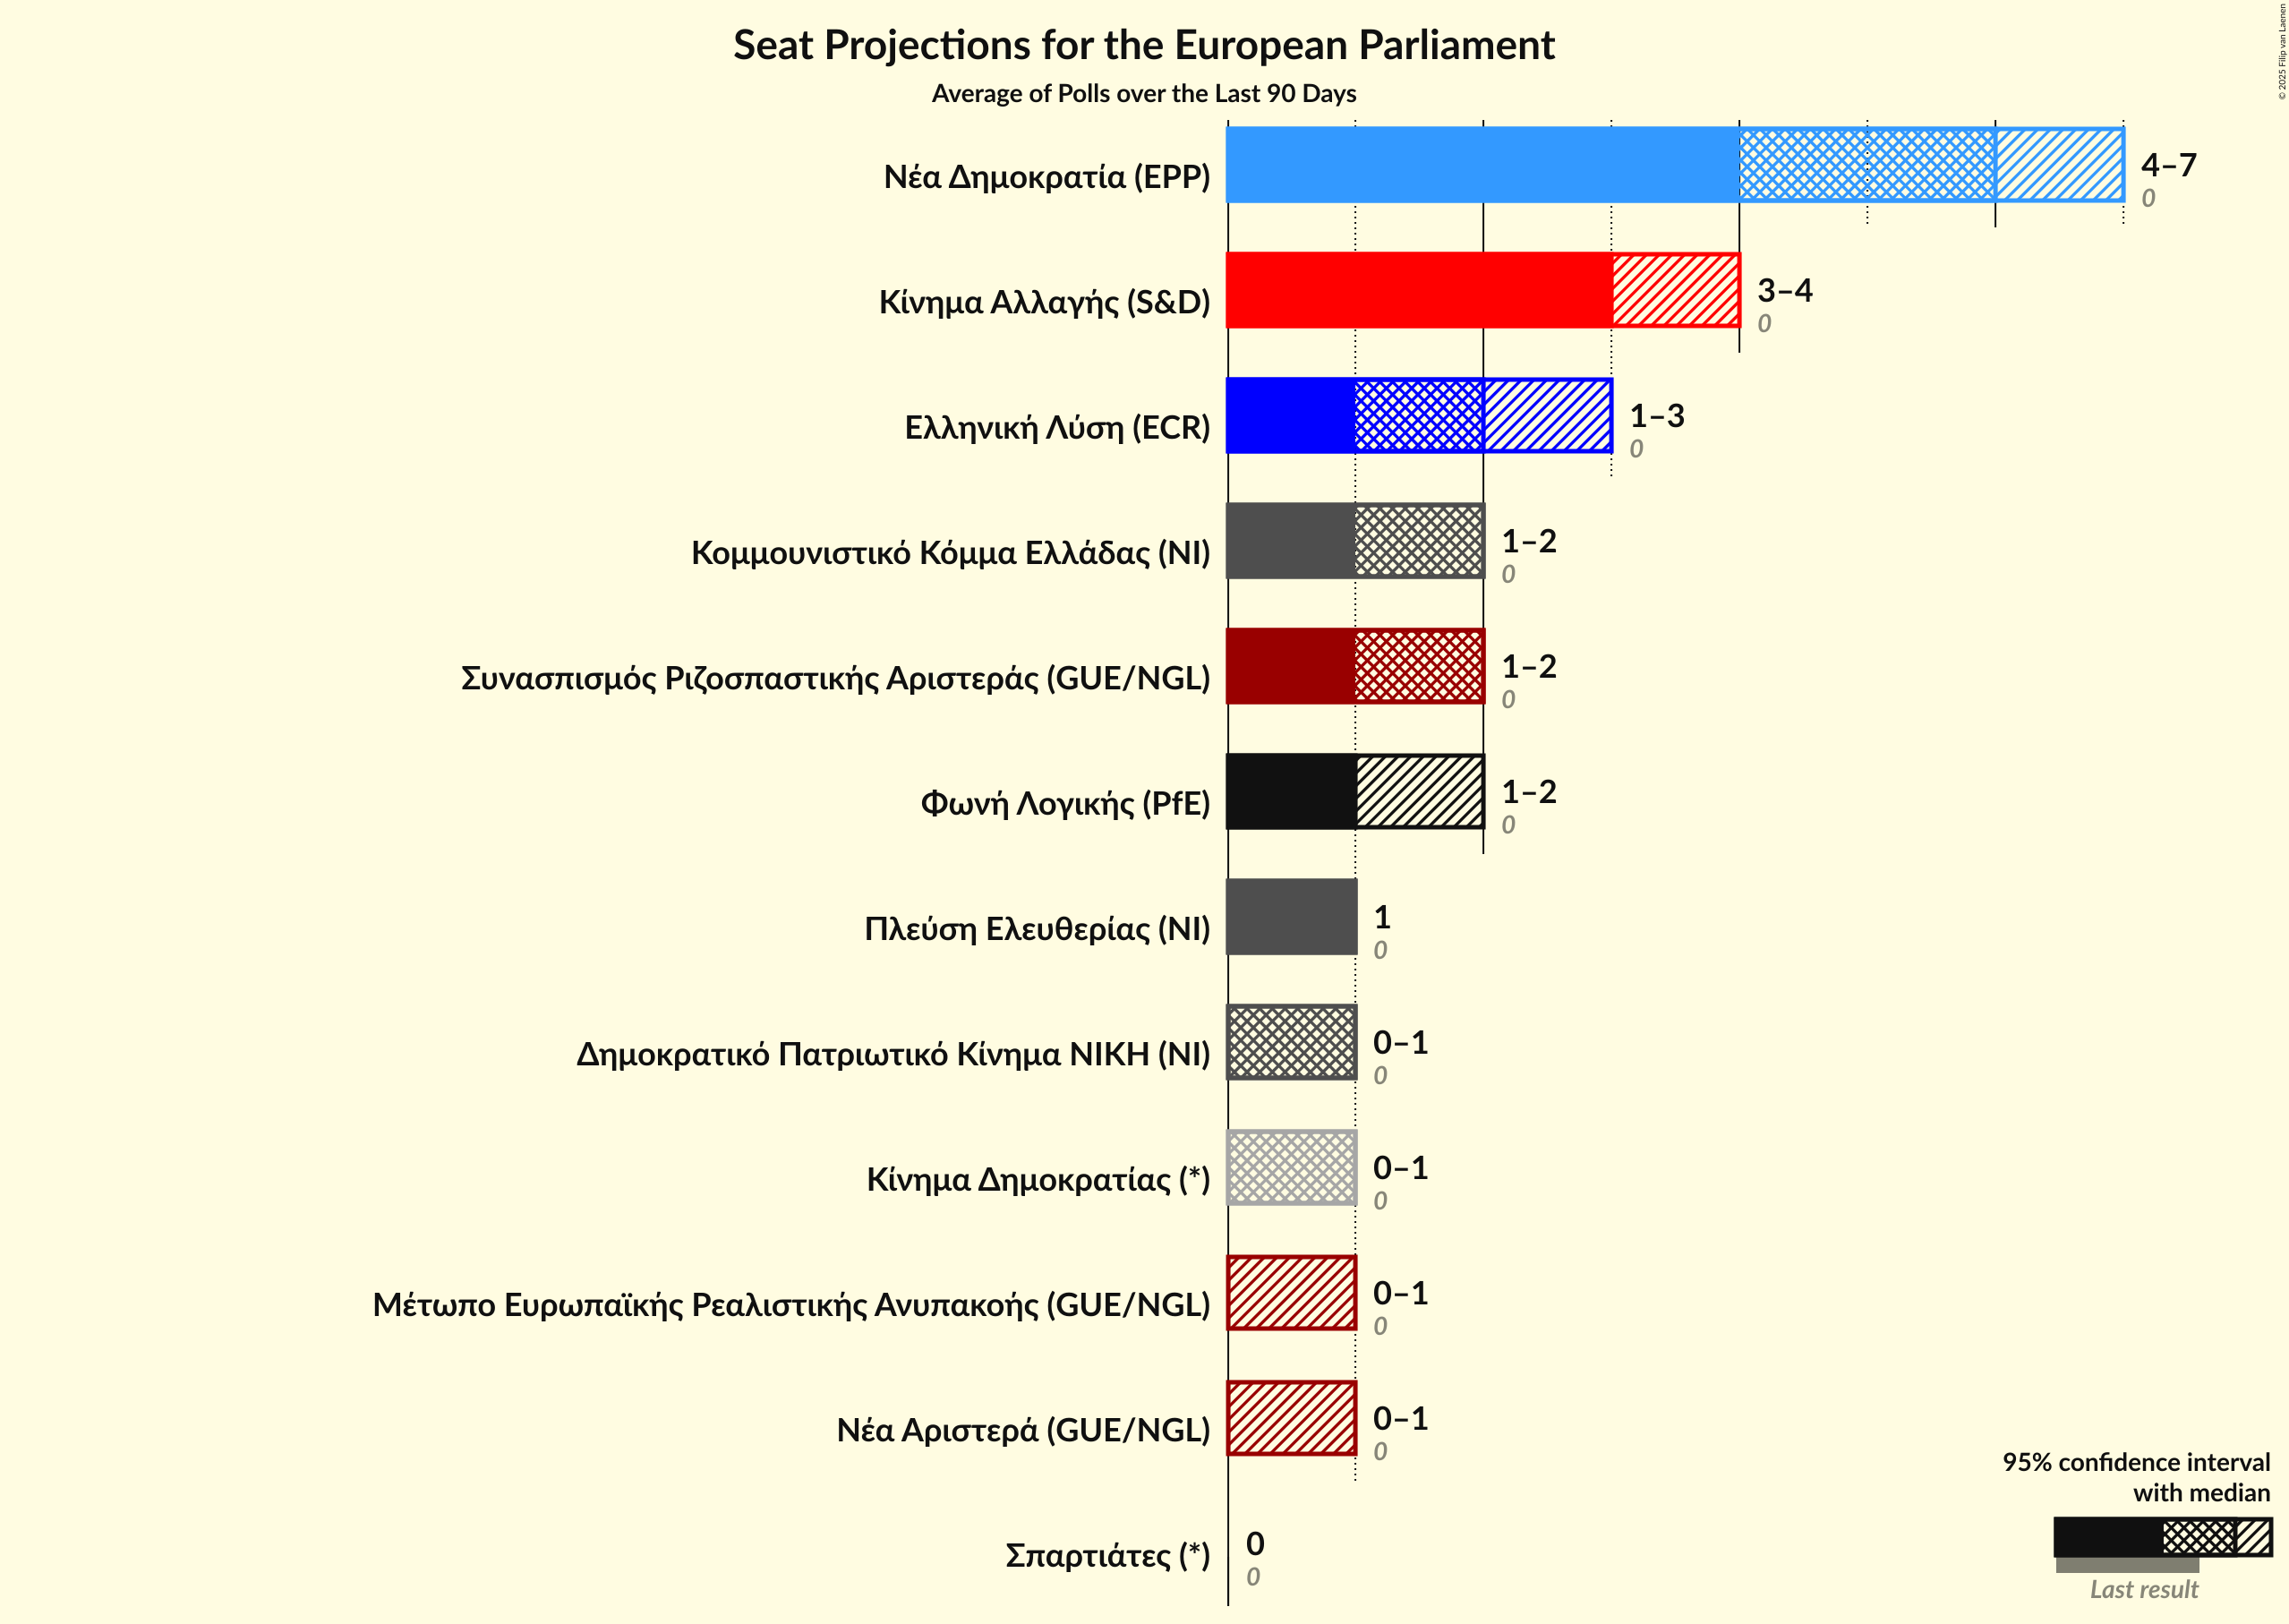 Seat Projections for the European Parliament
Average of Polls over the Last 90 Days
© 2025 Filip van Laenen
Νέα Δημοκρατία (EPP)
4–7
0
Κίνημα Αλλαγής (S&D)
3–4
0
Ελληνική Λύση (ECR)
1–3
0
Κομμουνιστικό Κόμμα Ελλάδας (NI)
1–2
0
Συνασπισμός Ριζοσπαστικής Αριστεράς (GUE/NGL)
1–2
0
Φωνή Λογικής (PfE)
1–2
0
Πλεύση Ελευθερίας (NI)
1
0
Δημοκρατικό Πατριωτικό Κίνημα ΝΙΚΗ (NI)
0–1
0
Κίνημα Δημοκρατίας (*)
0–1
0
Μέτωπο Ευρωπαϊκής Ρεαλιστικής Ανυπακοής (GUE/NGL)
0–1
0
Νέα Αριστερά (GUE/NGL)
0–1
0
Σπαρτιάτες (*)
0
0
95% confidence interval
with median
Last result